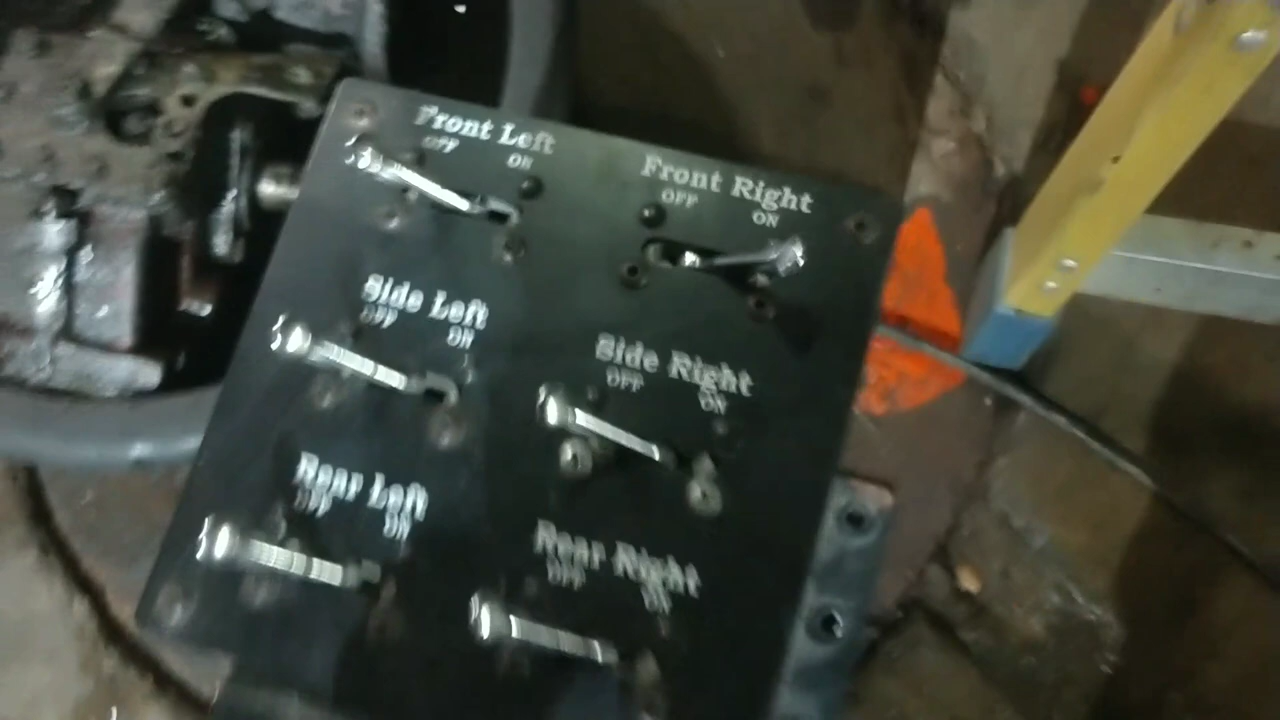 Front Left
OFF ON
Front Right
OFF ON
Side Left
OFF ON
Side Right
OFF ON
Rear Left
OFF ON
Rear Right
OFF ON